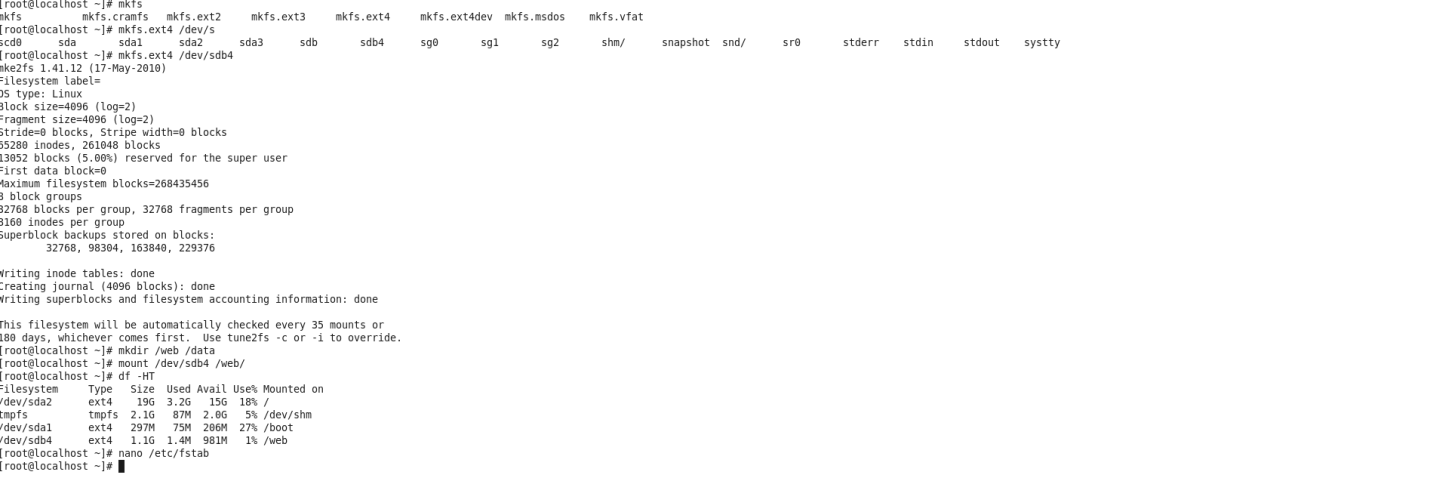 [root@localhost ~]# mkfs
mkfs          mkfs.cramfs   mkfs.ext2     mkfs.ext3     mkfs.ext4     mkfs.ext4dev  mkfs.msdos    mkfs.vfat
[root@localhost ~]# mkfs.ext4 /dev/s
scd0      sda       sda1      sda2      sda3      sdb       sdb4      sg0       sg1       sg2       shm/      snapshot  snd/      sr0       stderr    stdin     stdout    systty
[root@localhost ~]# mkfs.ext4 /dev/sdb4
mke2fs 1.41.12 (17-May-2010)
Filesystem label=
OS type: Linux
Block size=4096 (log=2)
Fragment size=4096 (log=2)
Stride=0 blocks, Stripe width=0 blocks
65280 inodes, 261048 blocks
13052 blocks (5.00%) reserved for the super user
First data block=0
Maximum filesystem blocks=268435456
8 block groups
32768 blocks per group, 32768 fragments per group
8160 inodes per group
Superblock backups stored on blocks:
        32768, 98304, 163840, 229376
Writing inode tables: done
Creating journal (4096 blocks): done
Writing superblocks and filesystem accounting information: done
This filesystem will be automatically checked every 35 mounts or
180 days, whichever comes first.  Use tune2fs -c or -i to override.
[root@localhost ~]# mkdir /web /data
[root@localhost ~]# mount /dev/sdb4 /web/
[root@localhost ~]# df -HT
Filesystem     Type   Size  Used Avail Use% Mounted on
/dev/sda2      ext4    19G  3.2G   15G  18% /
tmpfs          tmpfs  2.1G   87M  2.0G   5% /dev/shm
/dev/sda1      ext4   297M   75M  206M  27% /boot
/dev/sdb4      ext4   1.1G  1.4M  981M   1% /web
[root@localhost ~]# nano /etc/fstab
[root@localhost ~]#